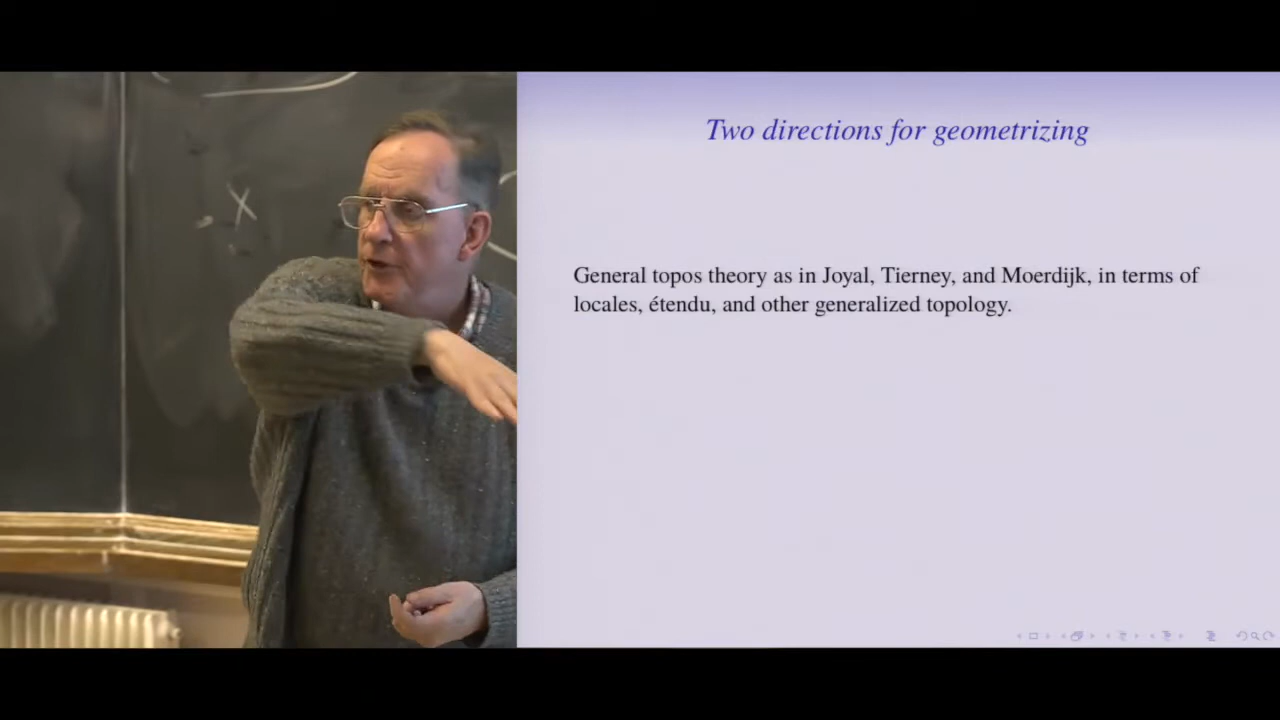 Two directions for geometrizing
General topos theory as in Joyal, Tierney, and Moerdijk, in terms of
locales, étendu, and other generalized topology.
x